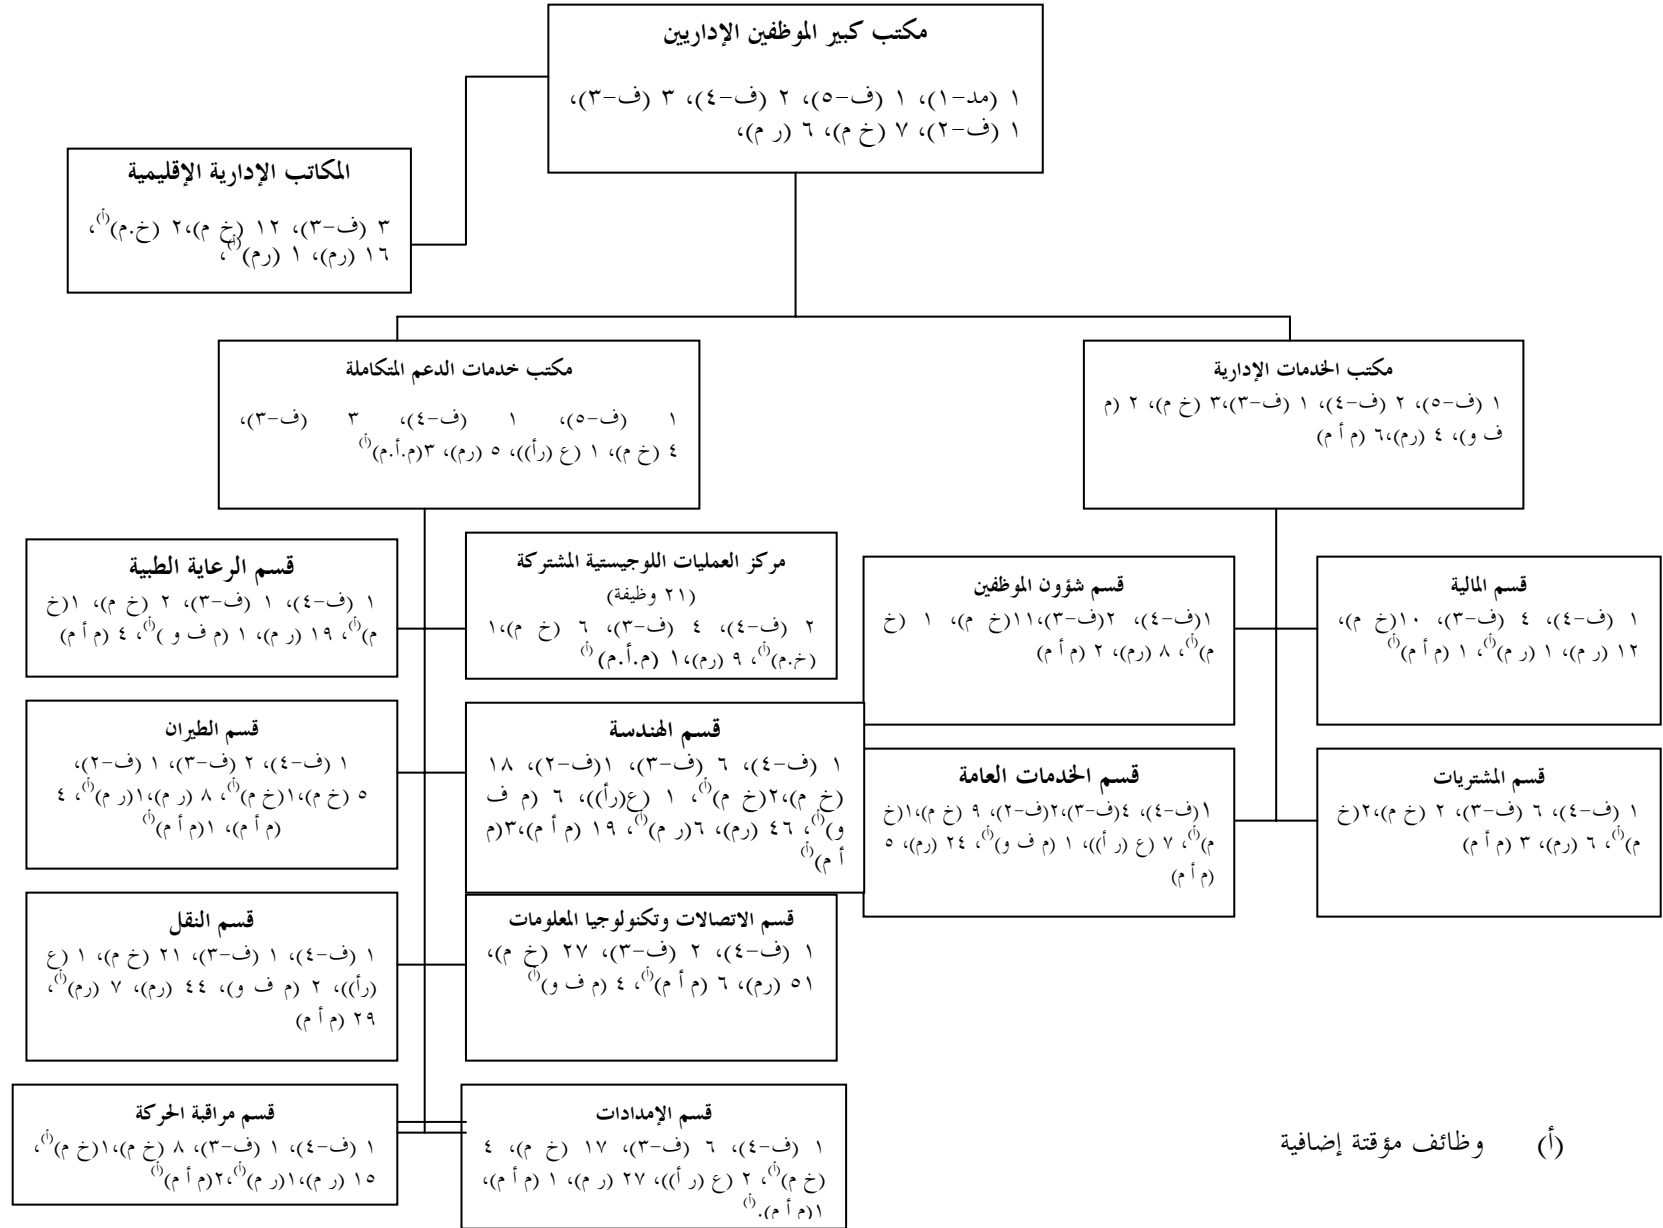 مكتب كبير الموظفين الإداريين
١ (مد-١)، ١ (ف-٥)، ٢ (ف-٤)، ٣ (ف-٣)،
١ (ف-٢)، ٧ (خ م)، ٦ (ر م)،
المكاتب الإدارية الإقليمية
٣ (ف-٣)، ١٢ (خ م)،٢ (خ.م)(أ)،
١٦ (رم)، ١ (رم)(أ)،
مكتب خدمات الدعم المتكاملة
١ (ف-٥)، ١ (ف-٤)، ٣ (ف-٣)،
٤ (خ م)، ١ (ع (رأ))، ٥ (رم)، ٣(م.أ.م)(أ)
مكتب الخدمات الإدارية
١ (ف-٥)، ٢ (ف-٤)، ١ (ف-٣)،٣ (خ م)، ٢ (م
ف و)، ٤ (رم)،٦ (م أ م)
قسم الرعاية الطبية
١ (ف-٤)، ١ (ف-٣)، ٢ (خ م)، ١(خ
م)(أ)، ١٩ (ر م)، ١ (م ف و )(أ)، ٤ (م أ م)
مركز العمليات اللوجيستية المشتركة
(٢١ وظيفة)
٢ (ف-٤)، ٤ (ف-٣)، ٦ (خ م)،١
(خ.م)(أ)، ٩ (رم)،١ (م.أ.م) (أ)
قسم شؤون الموظفين
١(ف-٤)، ٢(ف-٣)،١١(خ م)، ١ (خ
م)(أ)، ٨ (رم)، ٢ (م أ م)
قسم المالية
١ (ف-٤)، ٤ (ف-٣)، ١٠(خ م)،
١٢ (ر م)، ١ (ر م)(أ)، ١ (م أ م)(أ)
قسم الطيران
١ (ف-٤)، ٢ (ف-٣)، ١ (ف-٢)،
٥ (خ م)،١(خ م)(أ)، ٨ (ر م)،١(ر م)(أ)، ٤
(م أ م)، ١(م أ م)(أ)
قسم الهندسة
١ (ف-٤)، ٦ (ف-٣)، ١(ف-٢)، ١٨
(خ م)،٢(خ م)(أ)، ١ (ع(رأ))، ٦ (م ف
و)(أ)، ٤٦ (رم)، ٦(ر م)(أ)، ١٩ (م أ م)،٣(م
أ م)(أ)
قسم الخدمات العامة
١(ف-٤)، ٤(ف-٣)،٢(ف-٢)، ٩ (خ م)،١(خ
م)(أ)، ٧ (ع (ر أ))، ١ (م ف و)(أ)، ٢٤ (رم)، ٥
(م أ م)
قسم المشتريات
١ (ف-٤)، ٦ (ف-٣)، ٢ (خ م)،٢(خ
م)(أ)، ٦ (رم)، ٣ (م أ م)
قسم النقل
١ (ف-٤)، ١ (ف-٣)، ٢١ (خ م)، ١ (ع
(رأ))، ٢ (م ف و)، ٤٤ (رم)، ٧ (رم)(أ)،
٢٩ (م أ م)
قسم الاتصالات وتكنولوجيا المعلومات
١ (ف-٤)، ٢ (ف-٣)، ٢٧ (خ م)،
٥١ (رم)، ٦ (م أ م)(أ)، ٤ (م ف و)(أ)
قسم مراقبة الحركة
١ (ف-٤)، ١ (ف-٣)، ٨ (خ م)،١(خ م)(أ)،
١٥ (ر م)،١(ر م)(أ)،٢(م أ م)(أ)
قسم الإمدادات
١ (ف-٤)، ٦ (ف-٣)، ١٧ (خ م)، ٤
(خ م)(أ)، ٢ (ع (ر أ))، ٢٧ (ر م)، ١ (م أ م)،
١(م أ م).(أ)
(أ) وظائف مؤقتة إضافية